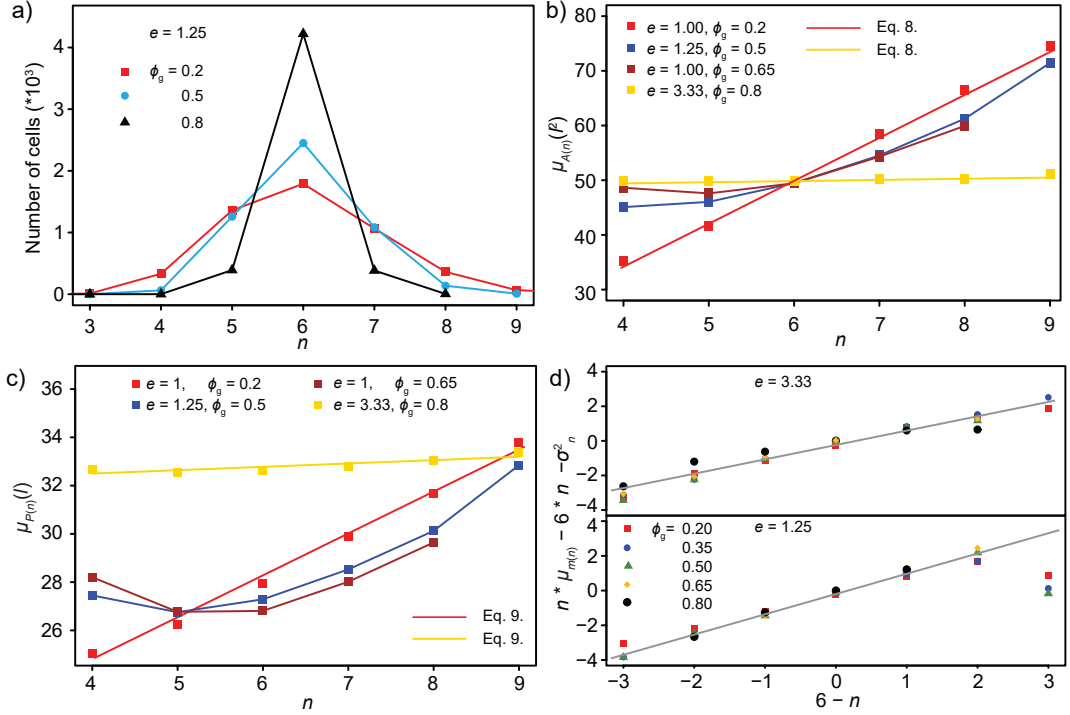 a)
e = 1.25
ϕg = 0.2
0.5
0.8
Number of cells (*10³)
4
3
2
1
0
3 4 5 6 7 8 9
n
b)
e = 1.00, ϕg = 0.2
e = 1.25, ϕg = 0.5
e = 1.00, ϕg = 0.65
e = 3.33, ϕg = 0.8
Eq. 8.
Eq. 8.
μA(n)(l²)
70
60
50
40
30
4 5 6 7 8 9
n
c)
e = 1, ϕg = 0.2
e = 1.25, ϕg = 0.5
e = 1, ϕg = 0.65
e = 3.33, ϕg = 0.8
μP(n)(l)
36
34
32
30
28
26
Eq. 9.
Eq. 9.
4 5 6 7 8 9
n
d)
e = 3.33
4
2
0
−2
−4
n * μm(n) − 6 * n −σ²n
ϕg= 0.20
0.35
0.50
0.65
0.80
e = 1.25
4
2
0
−2
−4
−3 −2 −1 0 1 2 3
6 − n